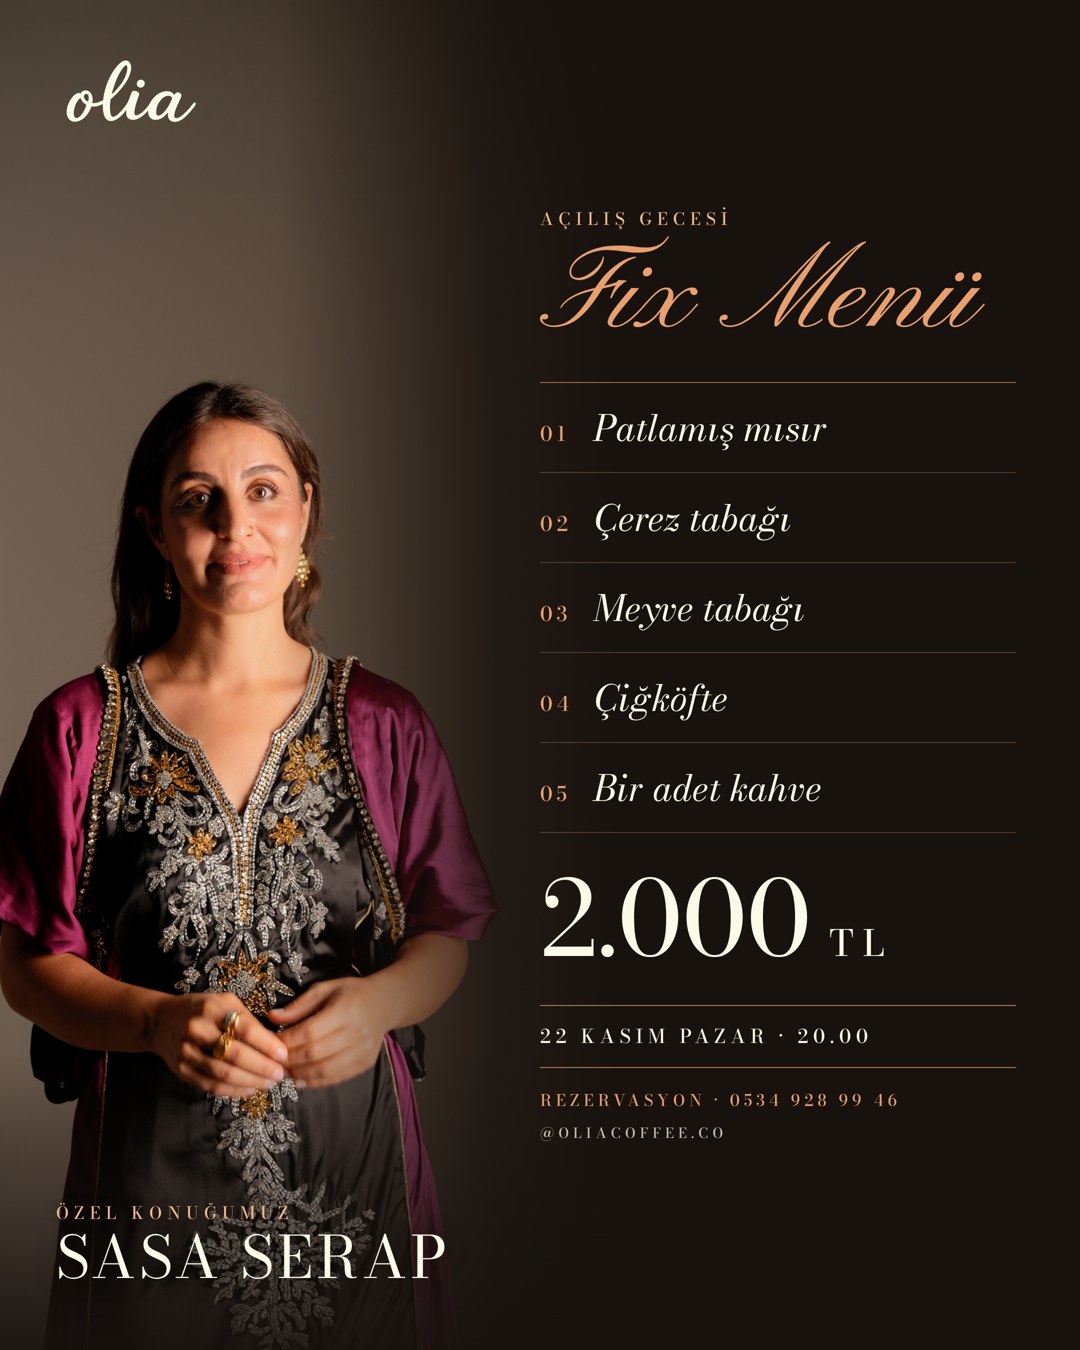 olia
AÇILIŞ GECESİ
Fix Menü
01 Patlamış mısır
02 Çerez tabağı
03 Meyve tabağı
04 Çiğköfte
05 Bir adet kahve
2.000 TL
22 KASIM PAZAR · 20.00
REZERVASYON · 0534 928 99 46
@OLIACOFFEE.CO
ÖZEL KONUĞUMUZ
SASA SERAP